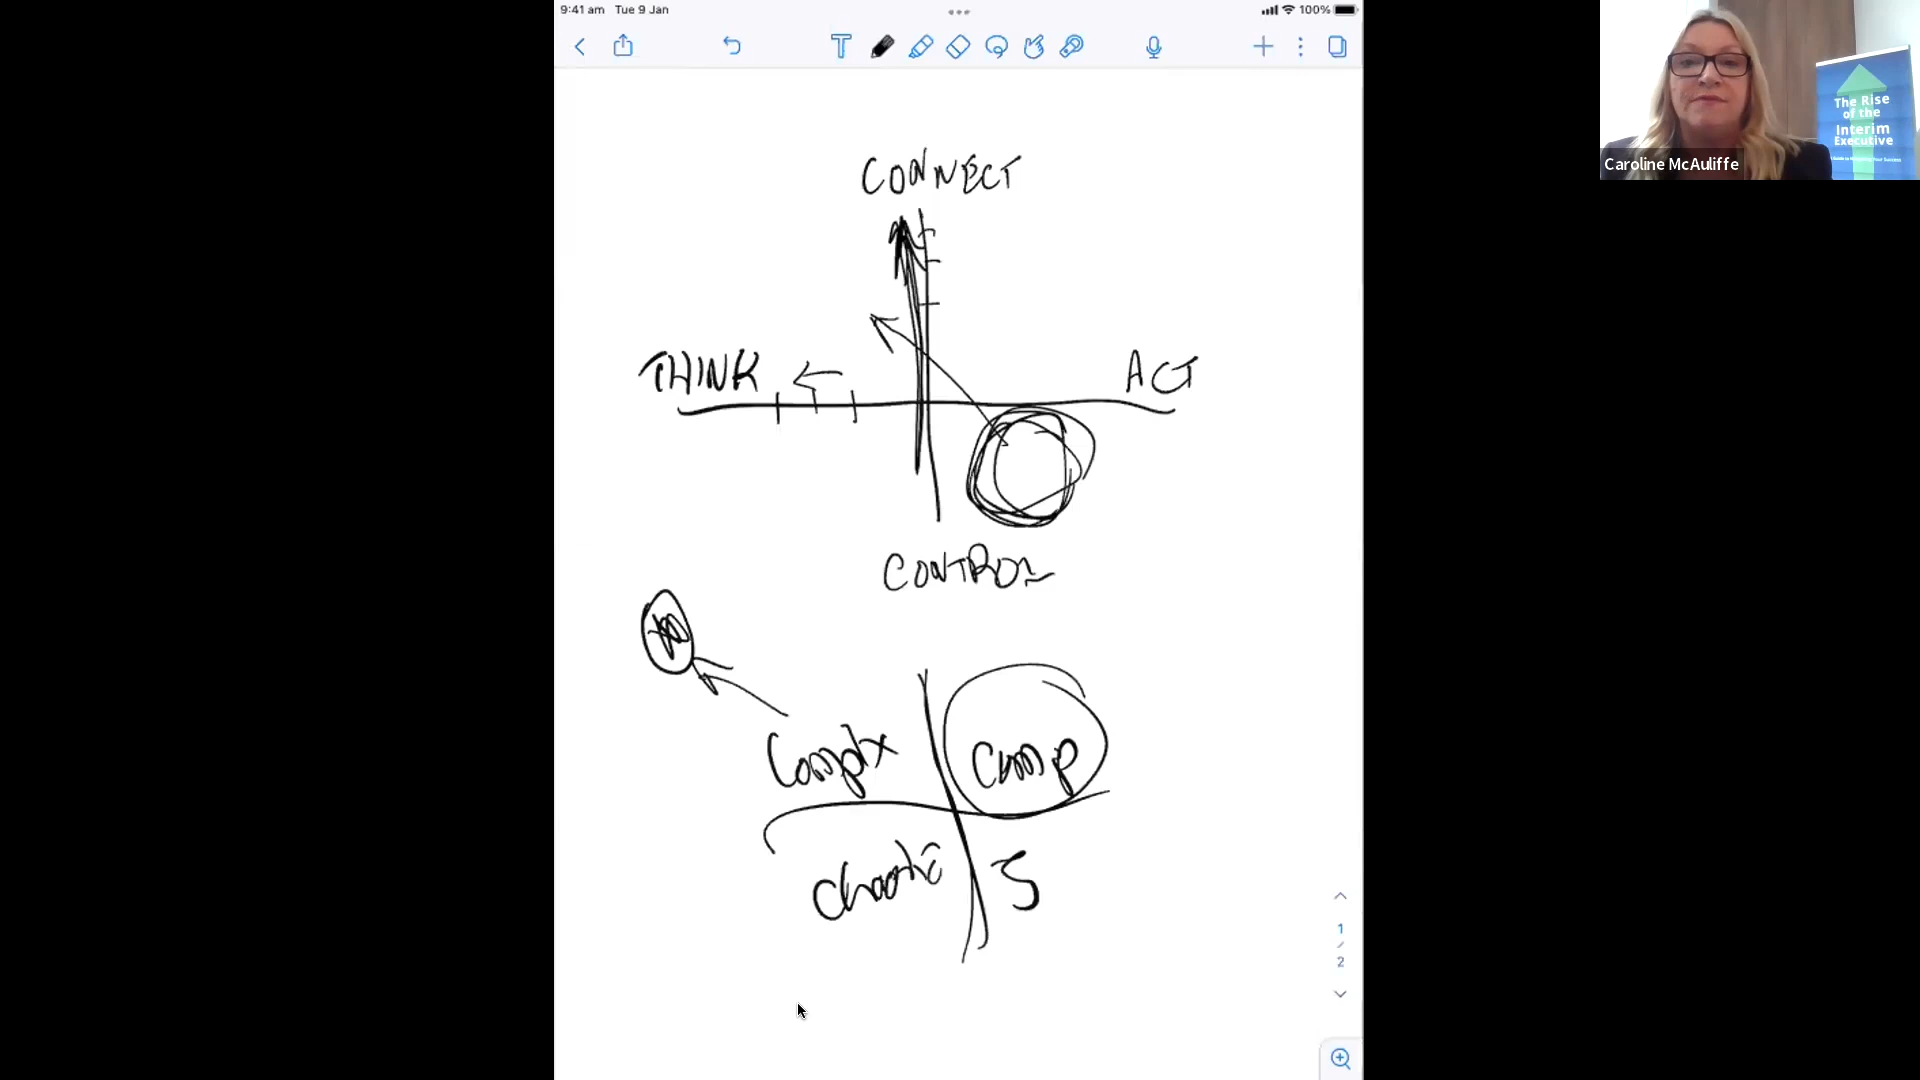 9:41 am Tue 9 Jan
100%
The Rise
of the
Interim
Executive
Caroline McAuliffe
CONNECT
THINK
ACT
CONTROL
Complx
Comp
Chaotic
S
1
2